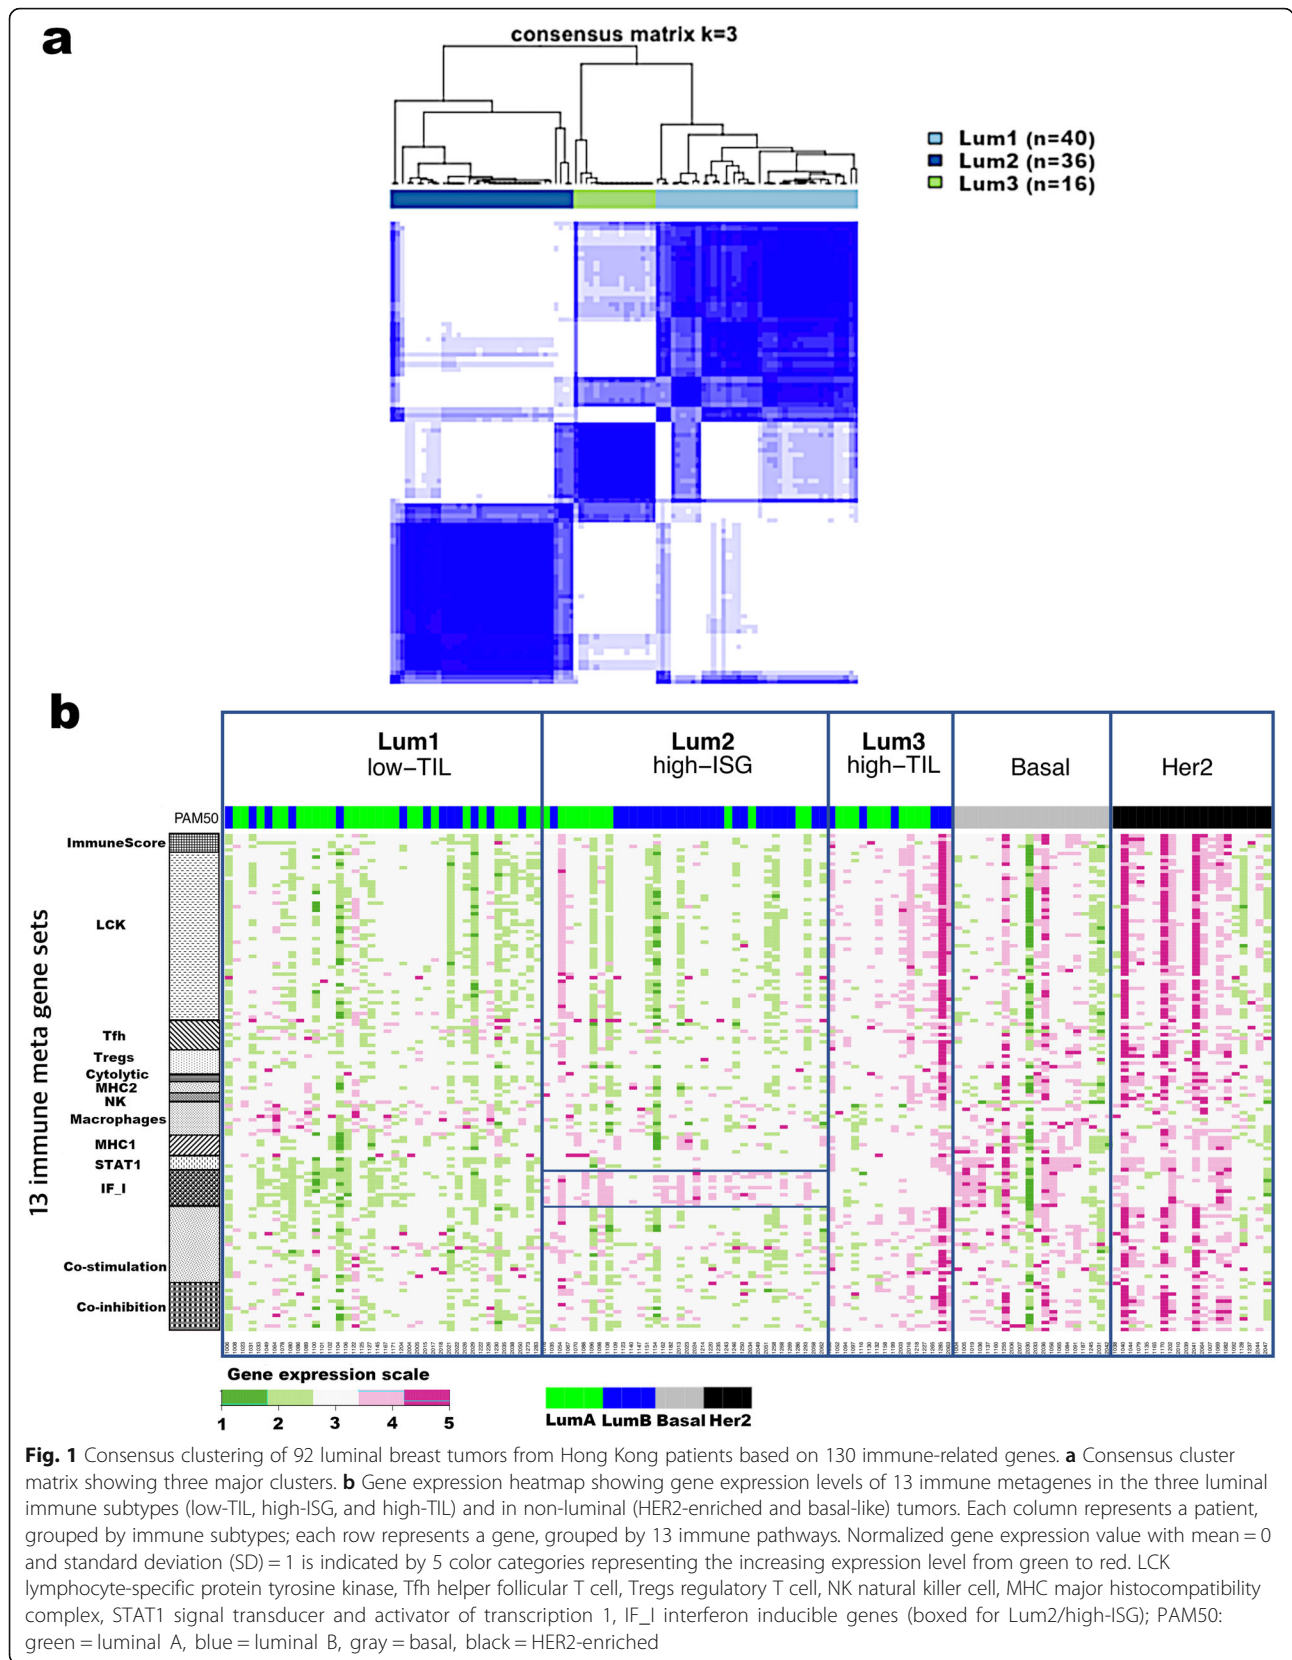 a
consensus matrix k=3
Lum1 (n=40)
Lum2 (n=36)
Lum3 (n=16)
b
Lum1
low−TIL
Lum2
high−ISG
Lum3
high−TIL
Basal
Her2
PAM50
13 immune meta gene sets
ImmuneScore
LCK
Tfh
Tregs
Cytolytic
MHC2
NK
Macrophages
MHC1
STAT1
IF_I
Co-stimulation
Co-inhibition
Gene expression scale
1 2 3 4 5
LumA LumB Basal Her2
Fig. 1 Consensus clustering of 92 luminal breast tumors from Hong Kong patients based on 130 immune-related genes. a Consensus cluster
matrix showing three major clusters. b Gene expression heatmap showing gene expression levels of 13 immune metagenes in the three luminal
immune subtypes (low-TIL, high-ISG, and high-TIL) and in non-luminal (HER2-enriched and basal-like) tumors. Each column represents a patient,
grouped by immune subtypes; each row represents a gene, grouped by 13 immune pathways. Normalized gene expression value with mean = 0
and standard deviation (SD) = 1 is indicated by 5 color categories representing the increasing expression level from green to red. LCK
lymphocyte-specific protein tyrosine kinase, Tfh helper follicular T cell, Tregs regulatory T cell, NK natural killer cell, MHC major histocompatibility
complex, STAT1 signal transducer and activator of transcription 1, IF_I interferon inducible genes (boxed for Lum2/high-ISG); PAM50:
green = luminal A, blue = luminal B, gray = basal, black = HER2-enriched